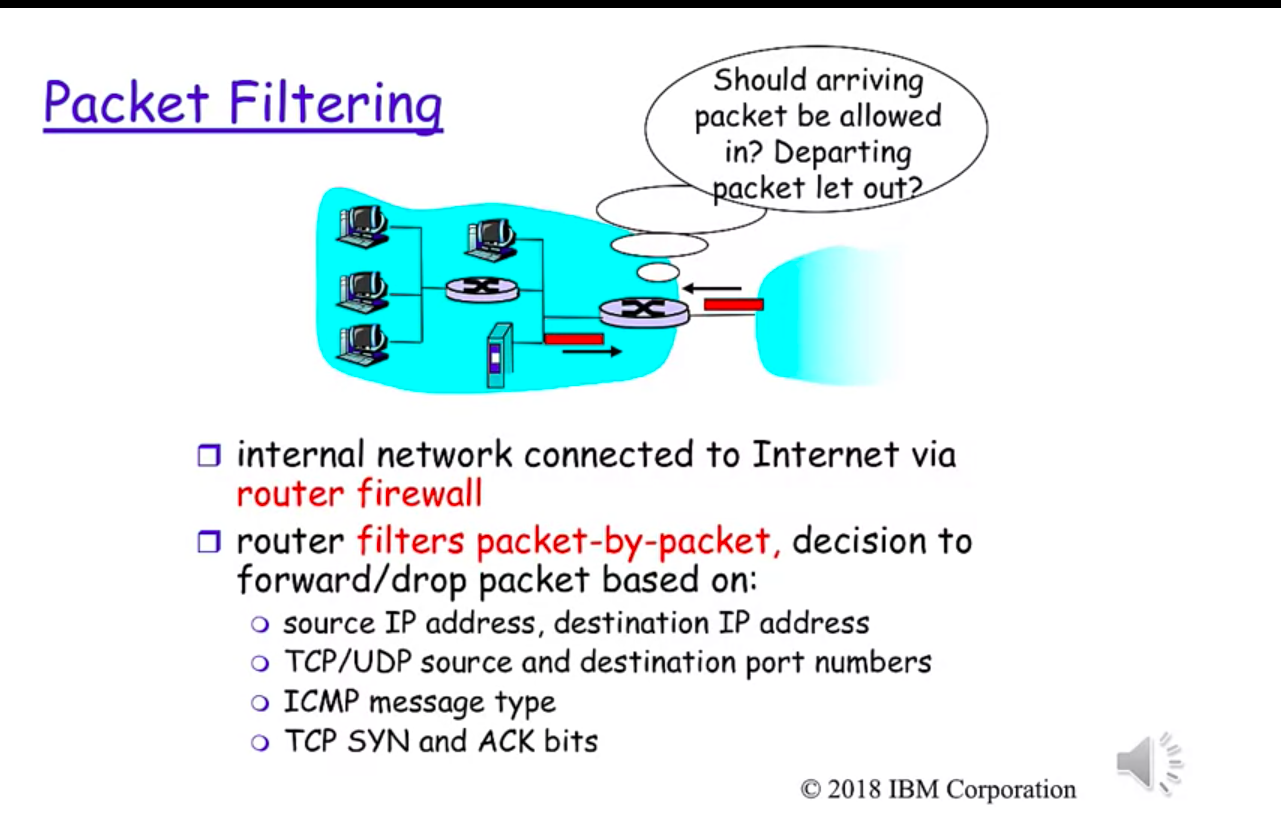 Packet Filtering
Should arriving
packet be allowed
in? Departing
packet let out?
internal network connected to Internet via
router firewall
router filters packet-by-packet, decision to
forward/drop packet based on:
source IP address, destination IP address
TCP/UDP source and destination port numbers
ICMP message type
TCP SYN and ACK bits
© 2018 IBM Corporation